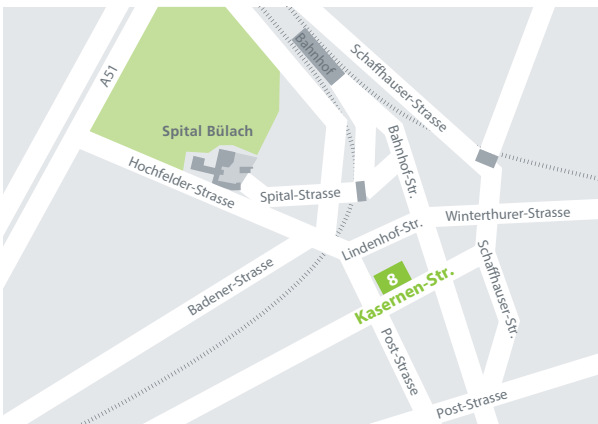 Bahnhof
Schaffhauser-Strasse
A51
Spital Bülach
Bahnhof-Str.
Hochfelder-Strasse
Spital-Strasse
Winterthurer-Strasse
Lindenhof-Str.
Schaffhauser-Str.
Badener-Strasse
8
Kasernen-Str.
Post-Strasse
Post-Strasse